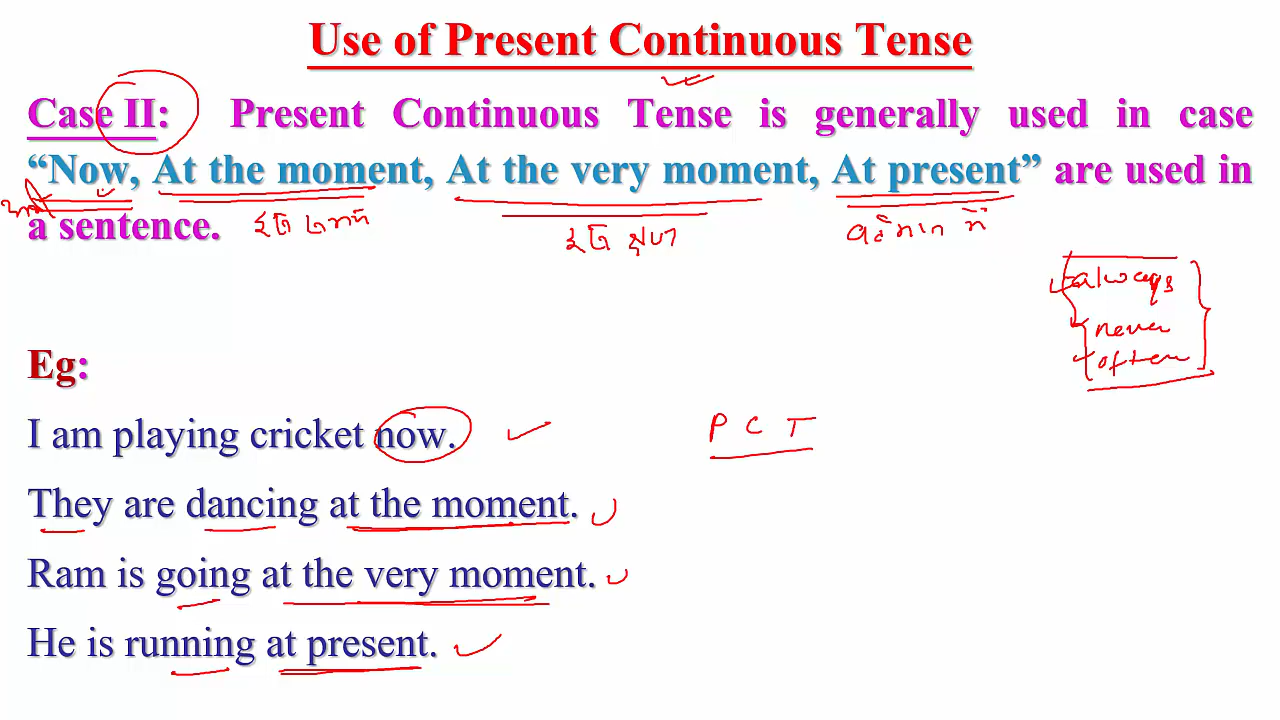 Use of Present Continuous Tense
Case II: Present Continuous Tense is generally used in case
“Now, At the moment, At the very moment, At present” are used in
a sentence.
always
never
often
Eg:
I am playing cricket now.
P C T
They are dancing at the moment.
Ram is going at the very moment.
He is running at present.